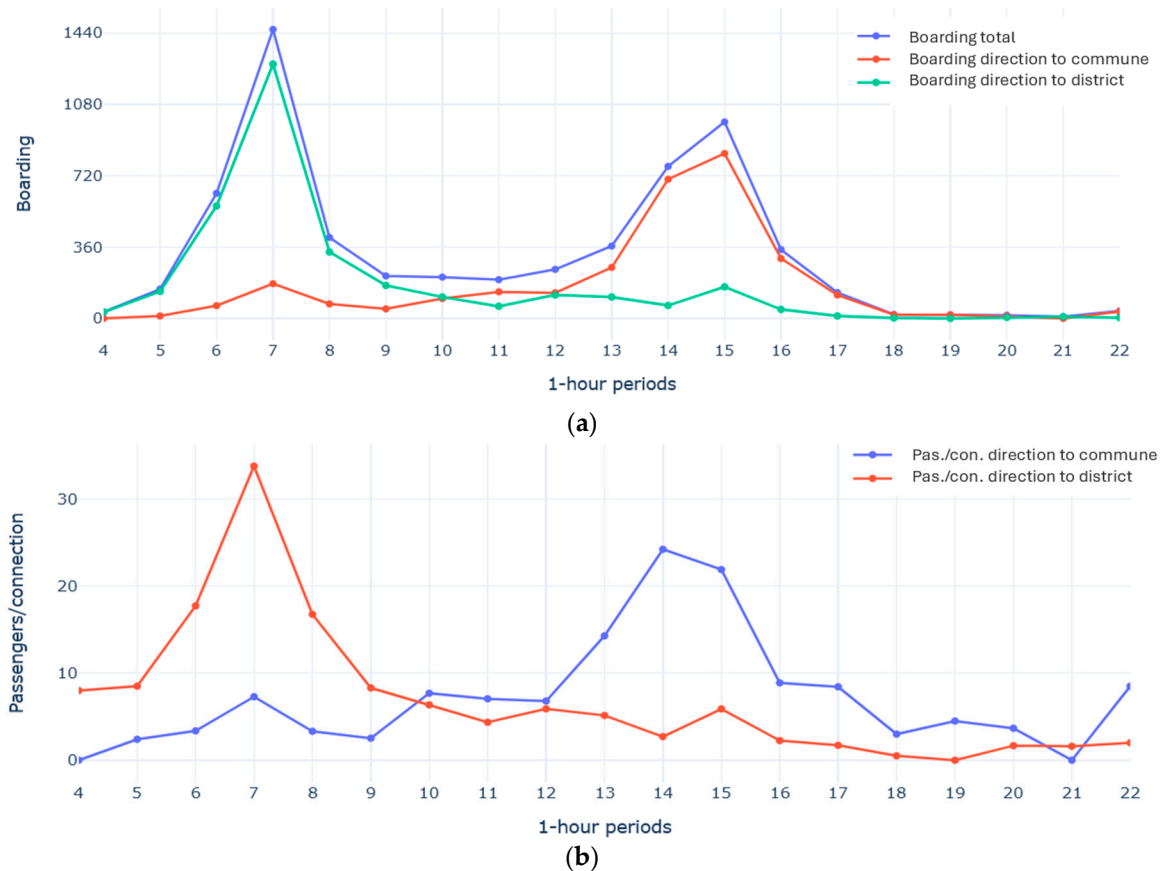 1440
1080
720
360
0
Boarding
Boarding total
Boarding direction to commune
Boarding direction to district
4 5 6 7 8 9 10 11 12 13 14 15 16 17 18 19 20 21 22
1-hour periods
(a)
30
20
10
0
Passengers/connection
Pas./con. direction to commune
Pas./con. direction to district
4 5 6 7 8 9 10 11 12 13 14 15 16 17 18 19 20 21 22
1-hour periods
(b)